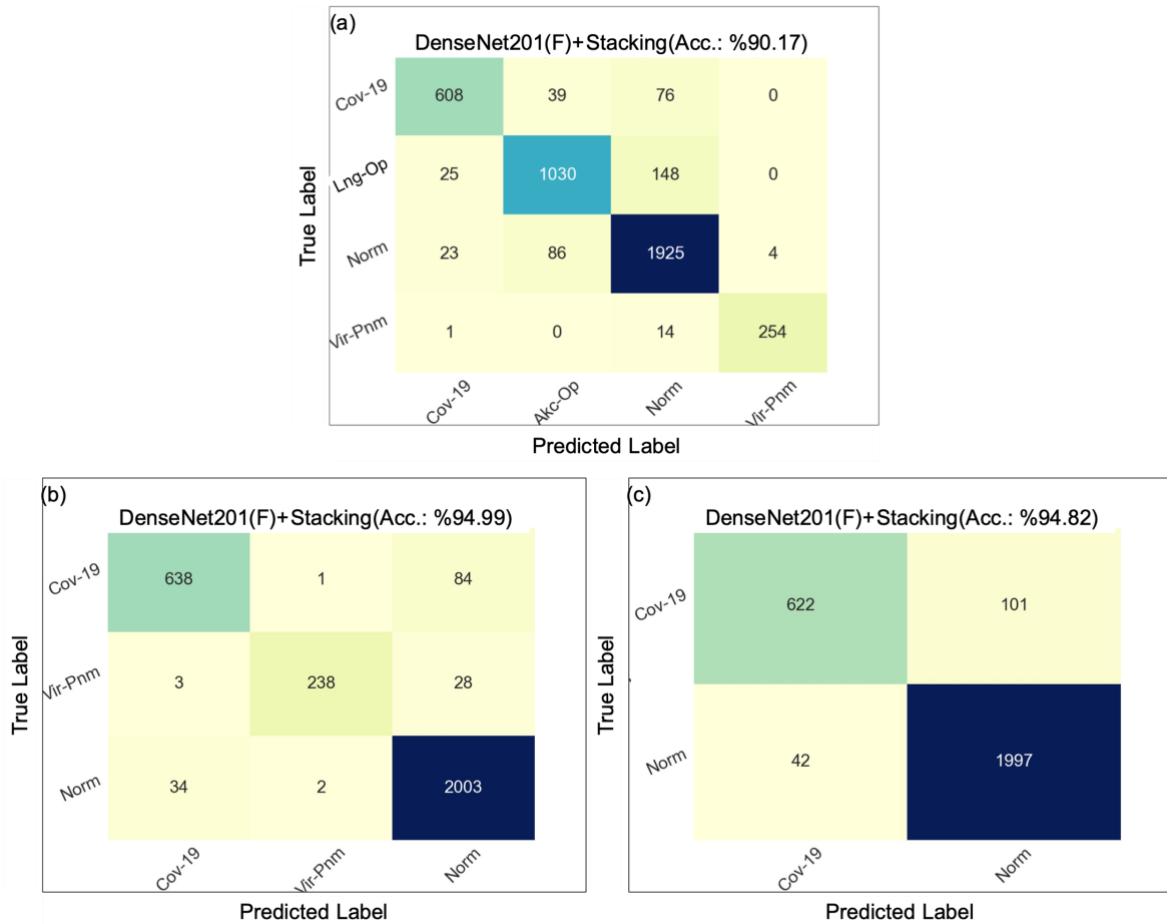 (a)
DenseNet201(F)+Stacking(Acc.: %90.17)
True Label
Cov-19 608 39 76 0
Lng-Op 25 1030 148 0
Norm 23 86 1925 4
Vir-Pnm 1 0 14 254
Cov-19 Akc-Op Norm Vir-Pnm
Predicted Label
(b)
DenseNet201(F)+Stacking(Acc.: %94.99)
True Label
Cov-19 638 1 84
Vir-Pnm 3 238 28
Norm 34 2 2003
Cov-19 Vir-Pnm Norm
Predicted Label
(c)
DenseNet201(F)+Stacking(Acc.: %94.82)
True Label
Cov-19 622 101
Norm 42 1997
Cov-19 Norm
Predicted Label